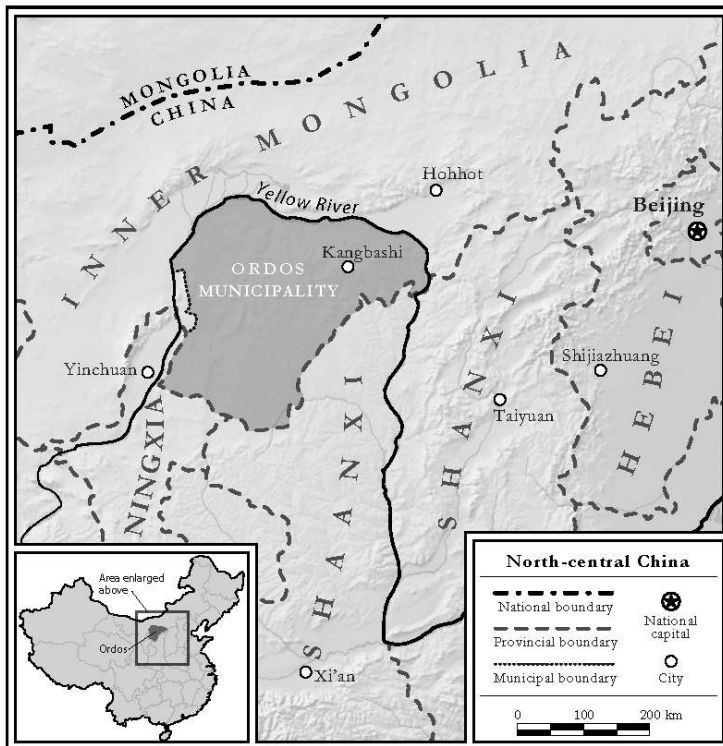 MONGOLIA
CHINA
INNER MONGOLIA
Hohhot
Yellow River
Beijing
Kangbashi
ORDOS
MUNICIPALITY
Yinchuan
Shijiazhuang
Taiyuan
NINGXIA
SHAANXI
SHANXI
HEBEI
Xi'an
Area enlarged
above
Ordos
North-central China
National boundary
National
capital
Provincial boundary
Municipal boundary
City
0 100 200 km